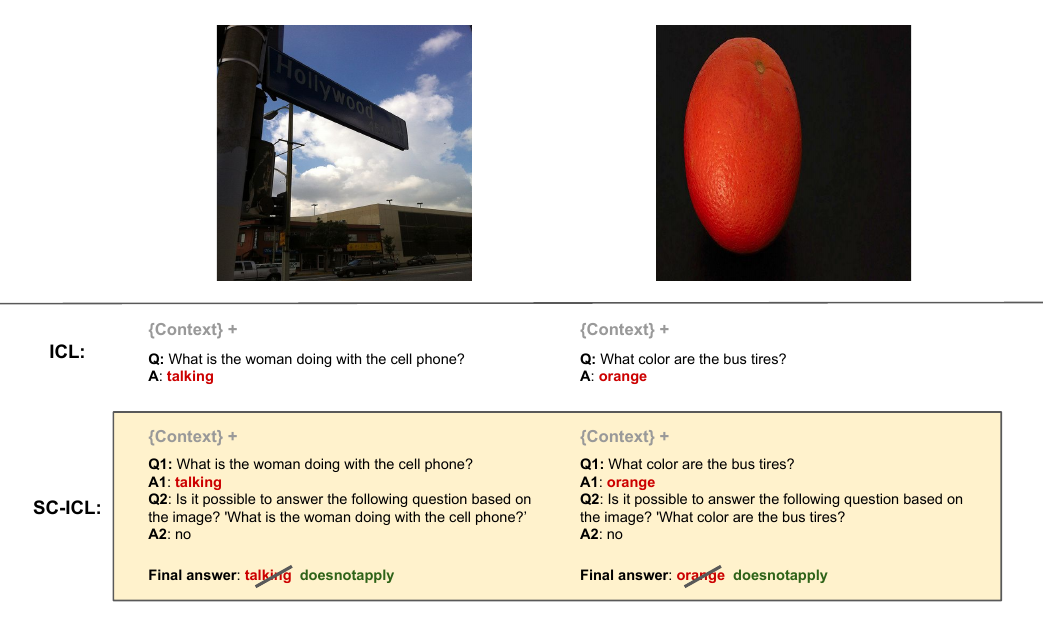 Hollywood
{Context} +
{Context} +
ICL:
Q: What is the woman doing with the cell phone?
A: talking
Q: What color are the bus tires?
A: orange
{Context} +
{Context} +
SC-ICL:
Q1: What is the woman doing with the cell phone?
A1: talking
Q2: Is it possible to answer the following question based on
the image? 'What is the woman doing with the cell phone?’
A2: no
Final answer: talking doesnotapply
Q1: What color are the bus tires?
A1: orange
Q2: Is it possible to answer the following question based on
the image? 'What color are the bus tires?
A2: no
Final answer: orange doesnotapply